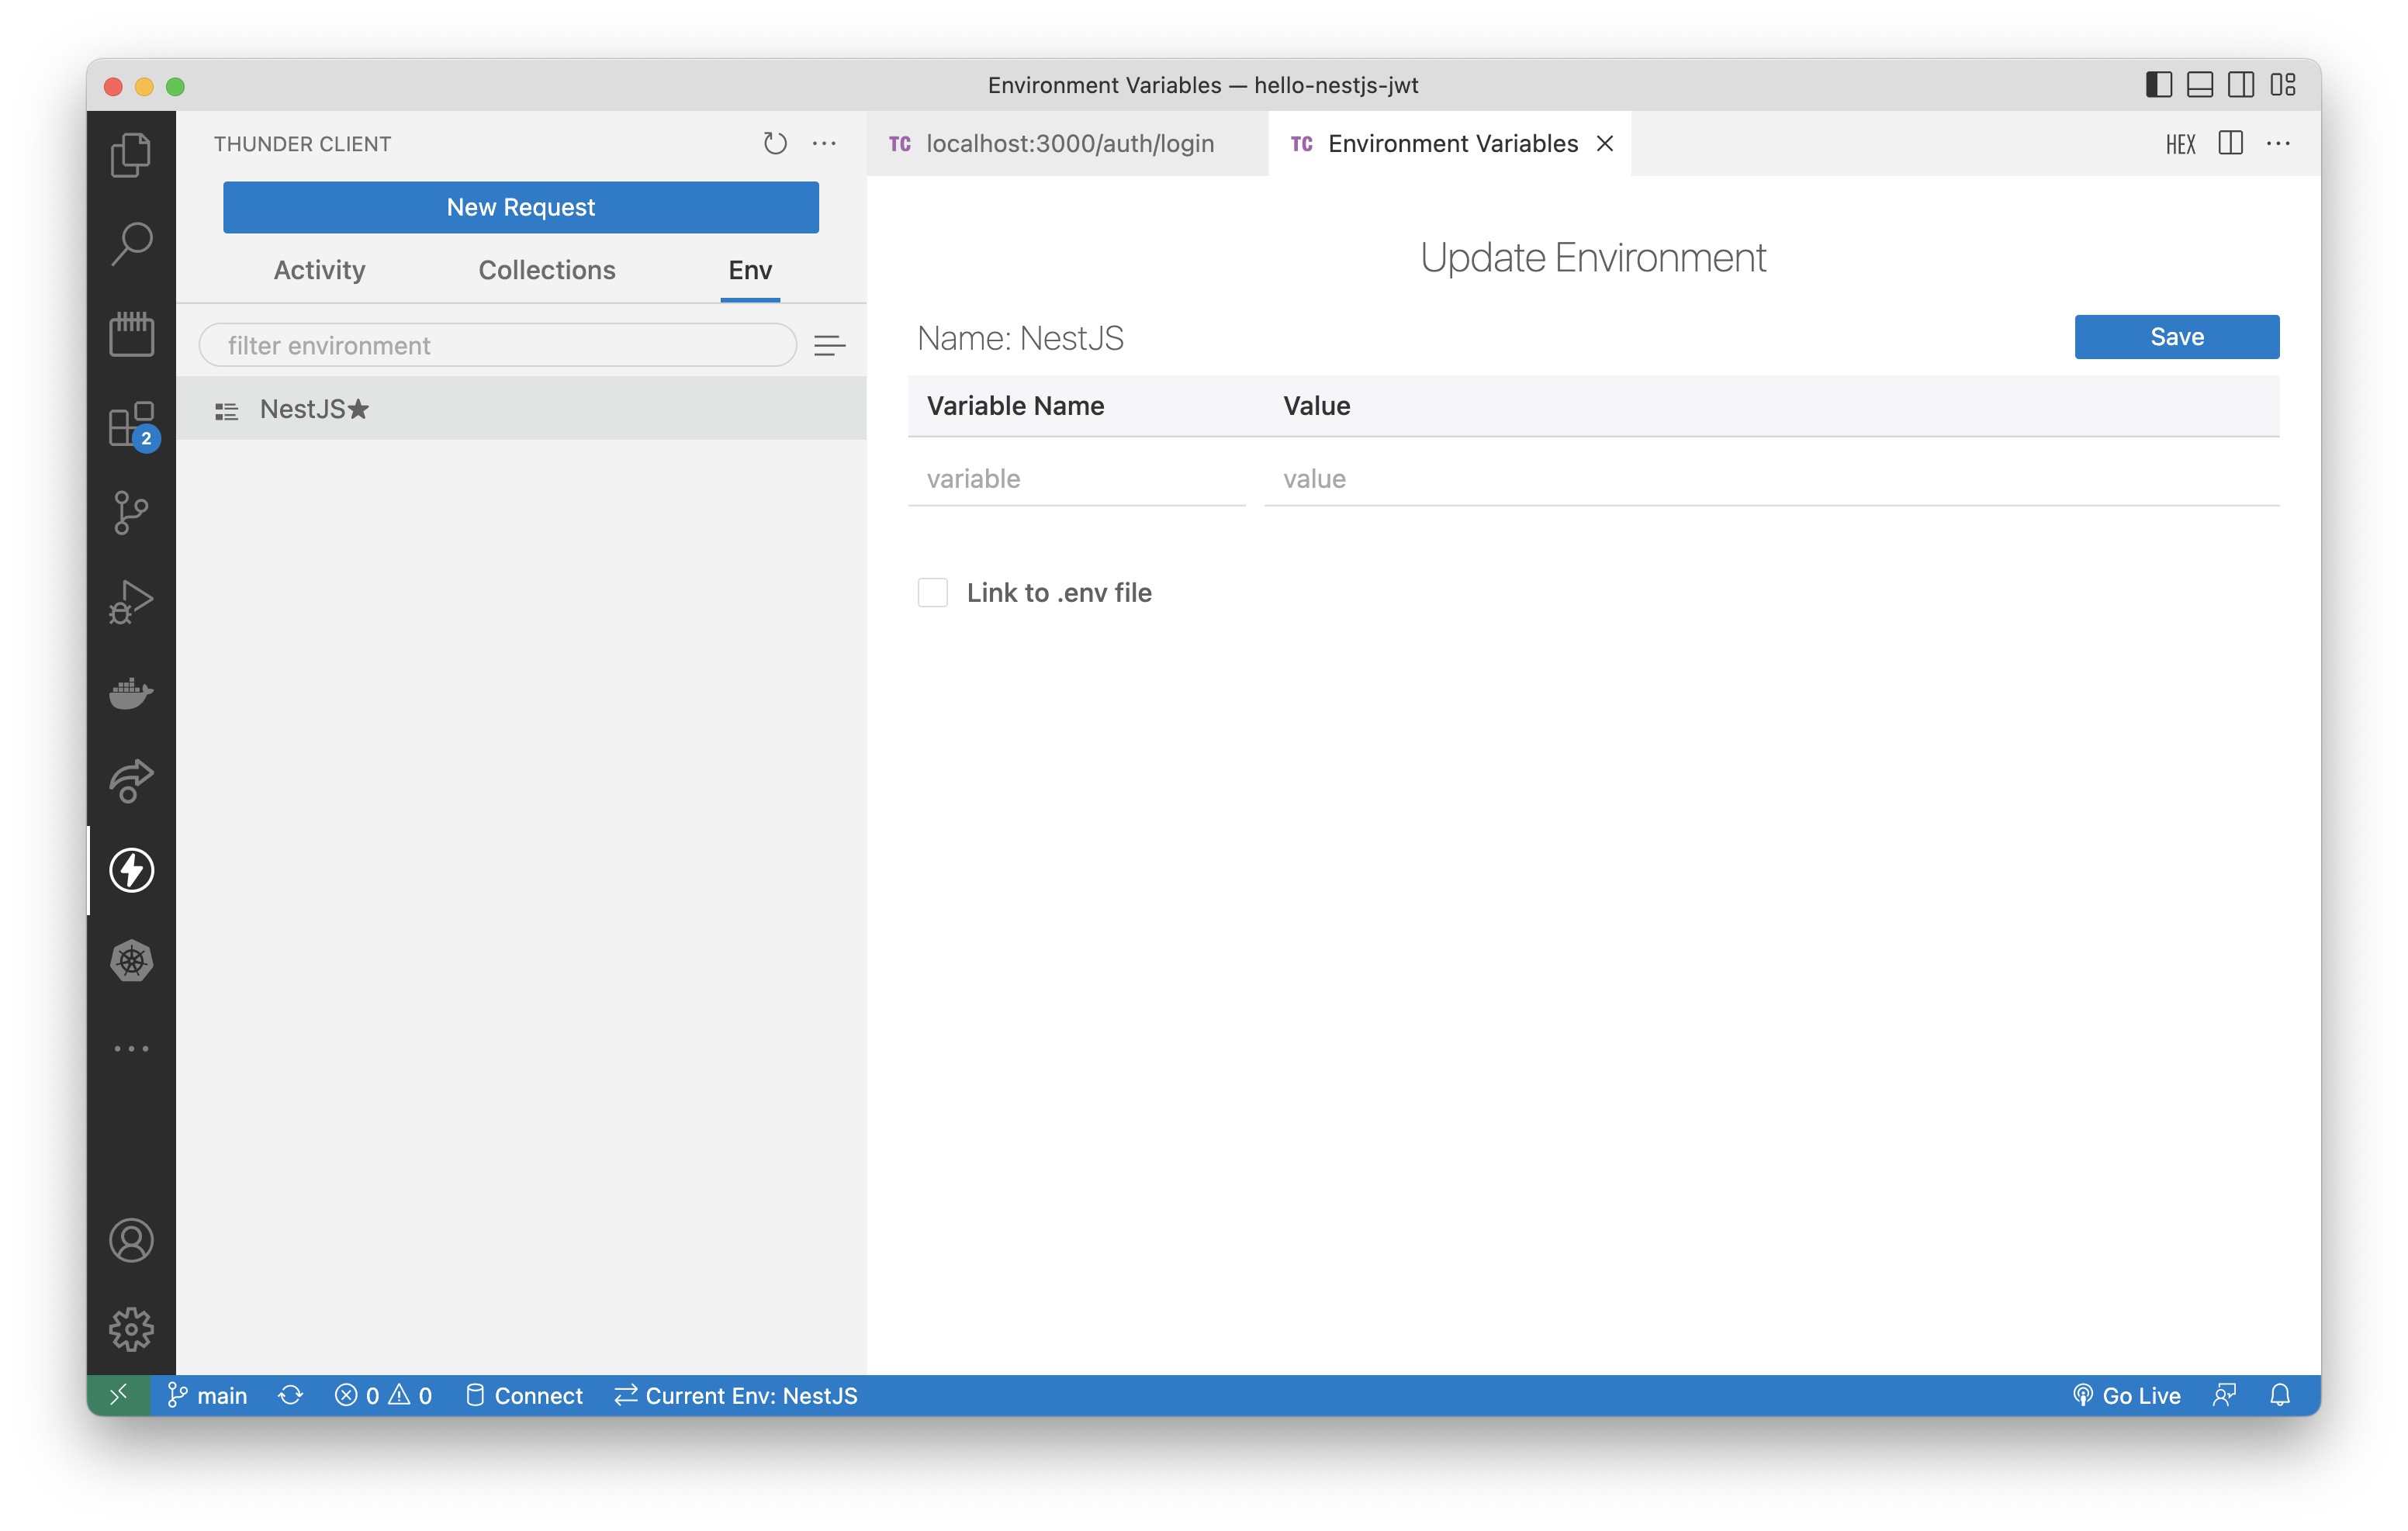 Environment Variables — hello-nestjs-jwt
THUNDER CLIENT
TC localhost:3000/auth/login
TC Environment Variables
HEX
New Request
Activity Collections Env
filter environment
NestJS★
2
Update Environment
Name: NestJS
Save
Variable Name Value
variable value
Link to .env file
main 0 0 Connect Current Env: NestJS Go Live